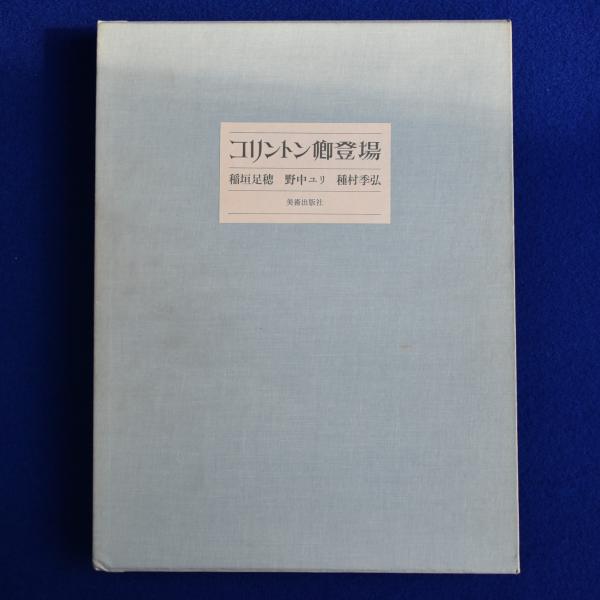 コリントン卿登場
稲垣足穂 野中ユリ 種村季弘
美術出版社